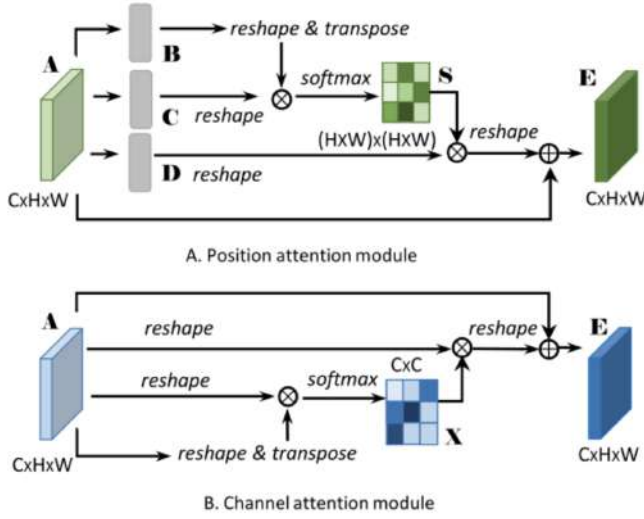 reshape & transpose
A B S E
softmax
C reshape
(HxW)x(HxW) reshape
D reshape
CxHxW CxHxW
A. Position attention module
A reshape reshape E
CxC
reshape softmax
X
reshape & transpose
CxHxW CxHxW
B. Channel attention module